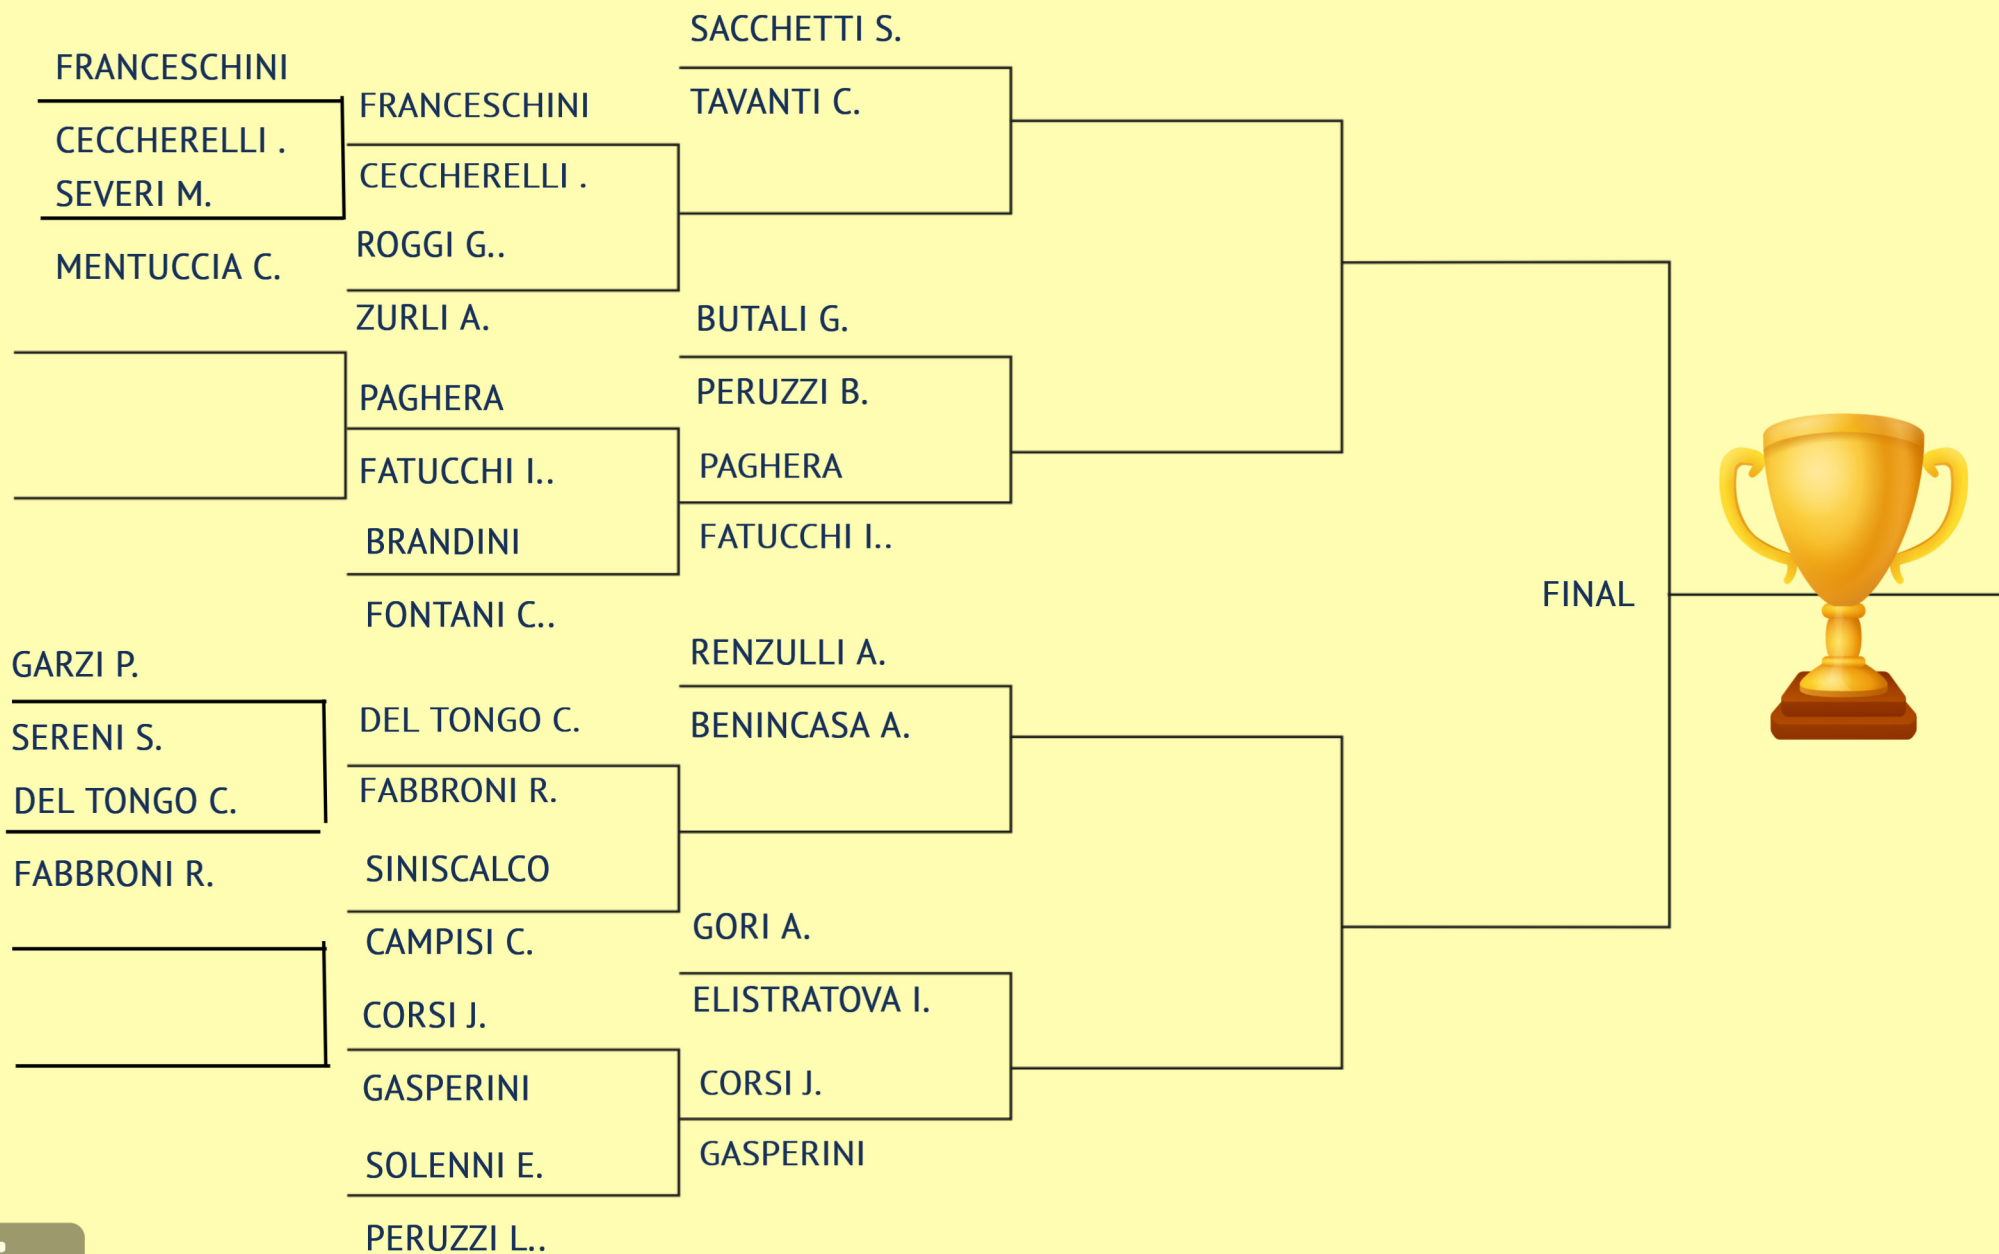 FRANCESCHINI
CECCHERELLI .
SEVERI M.
MENTUCCIA C.
GARZI P.
SERENI S.
DEL TONGO C.
FABBRONI R.
FRANCESCHINI
CECCHERELLI .
ROGGI G..
ZURLI A.
PAGHERA
FATUCCHI I..
BRANDINI
FONTANI C..
DEL TONGO C.
FABBRONI R.
SINISCALCO
CAMPISI C.
CORSI J.
GASPERINI
SOLENNI E.
PERUZZI L..
SACCHETTI S.
TAVANTI C.
BUTALI G.
PERUZZI B.
PAGHERA
FATUCCHI I..
RENZULLI A.
BENINCASA A.
GORI A.
ELISTRATOVA I.
CORSI J.
GASPERINI
FINAL